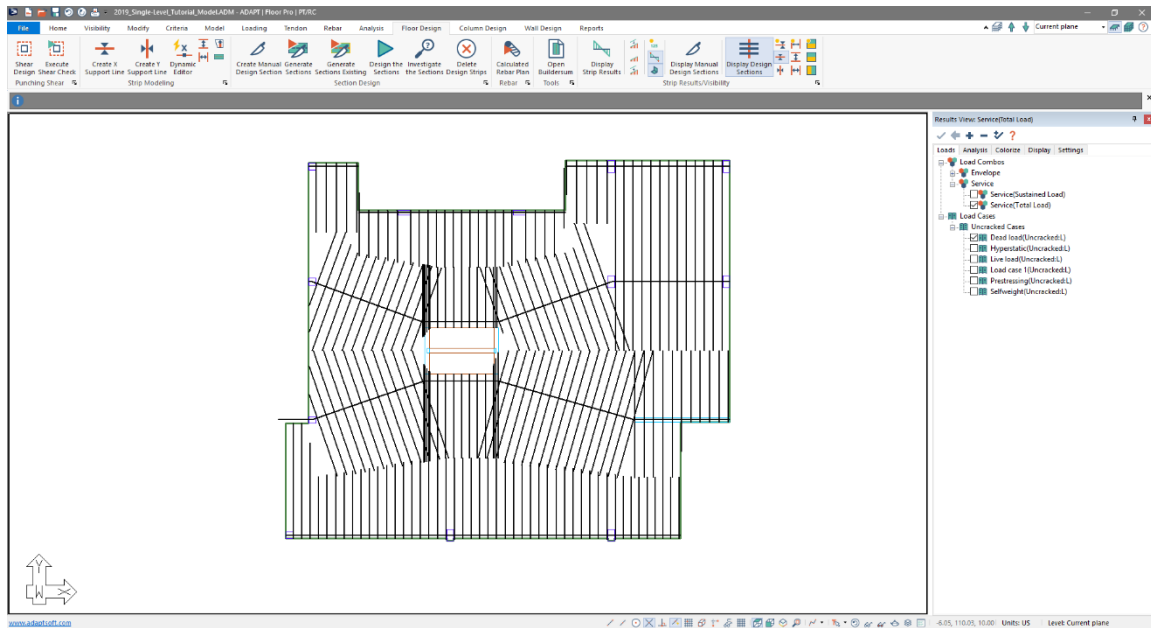 2019_Single-Level_Tutorial_Model.ADM - ADAPT | Floor Pro | PT/RC
File Home Visibility Modify Criteria Model Loading Tendon Rebar Analysis Floor Design Column Design Wall Design Reports Current plane
Shear Design
Execute Shear Check
Create X Support Line
Create Y Support Line
Dynamic Editor
Create Manual Design Section
Generate Sections
Generate Sections Existing
Design the Sections
Investigate the Sections
Delete Design Strips
Calculated Rebar Plan
Open Buildersum
Display Strip Results
Display Manual Design Sections
Display Design Sections
Punching Shear Strip Modeling Section Design Rebar Tools Strip Results/Visibility
Results View: Service(Total Load)
Loads Analysis Colorize Display Settings
Load Combos
Envelope
Service
Service(Sustained Load)
Service(Total Load)
Load Cases
Uncracked Cases
Dead load(Uncracked:L)
Hyperstatic(Uncracked:L)
Live load(Uncracked:L)
Load case 1(Uncracked:L)
Prestressing(Uncracked:L)
Selfweight(Uncracked:L)
Y
W X
www.adaptsoft.com
-6.05, 110.03, 10.00 Units: US Level: Current plane